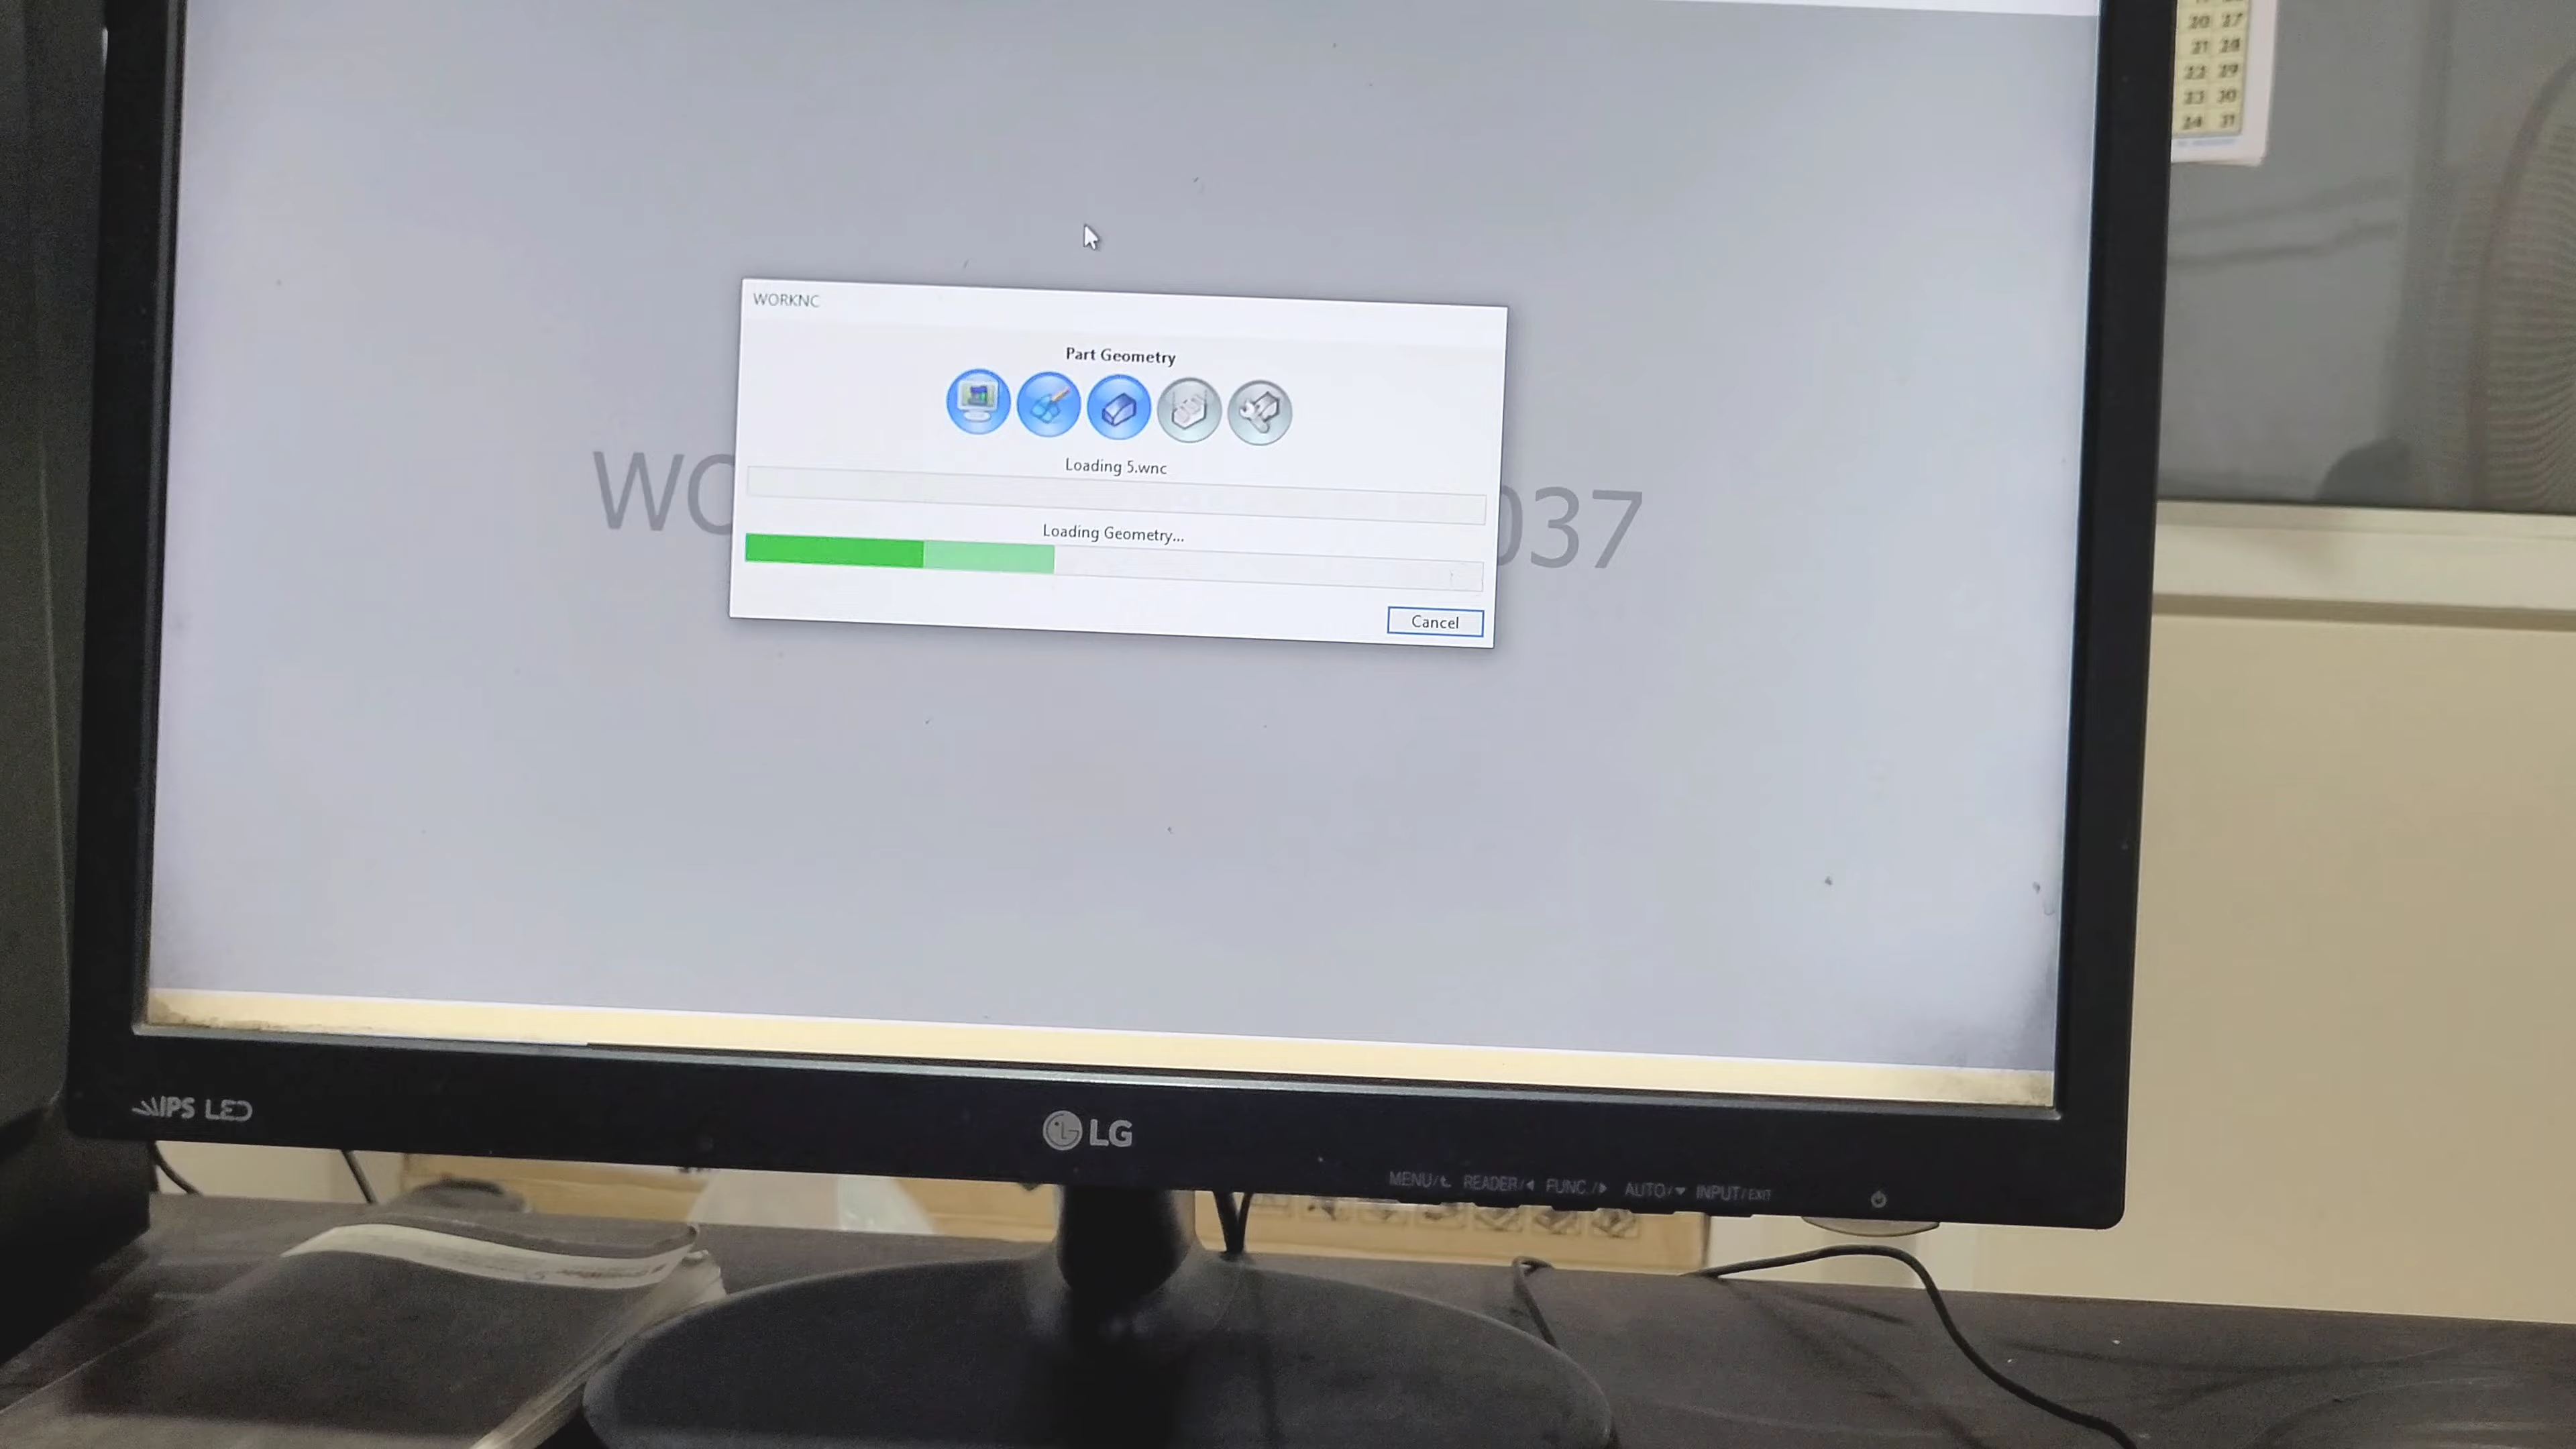 20 27
21 28
22 29
23 30
24 31
WORKNC
Part Geometry
Loading 5.wnc
WO 037
Loading Geometry...
Cancel
IPS LED
LG
MENU/ READER/ FUNC./ AUTO/ INPUT/EXIT